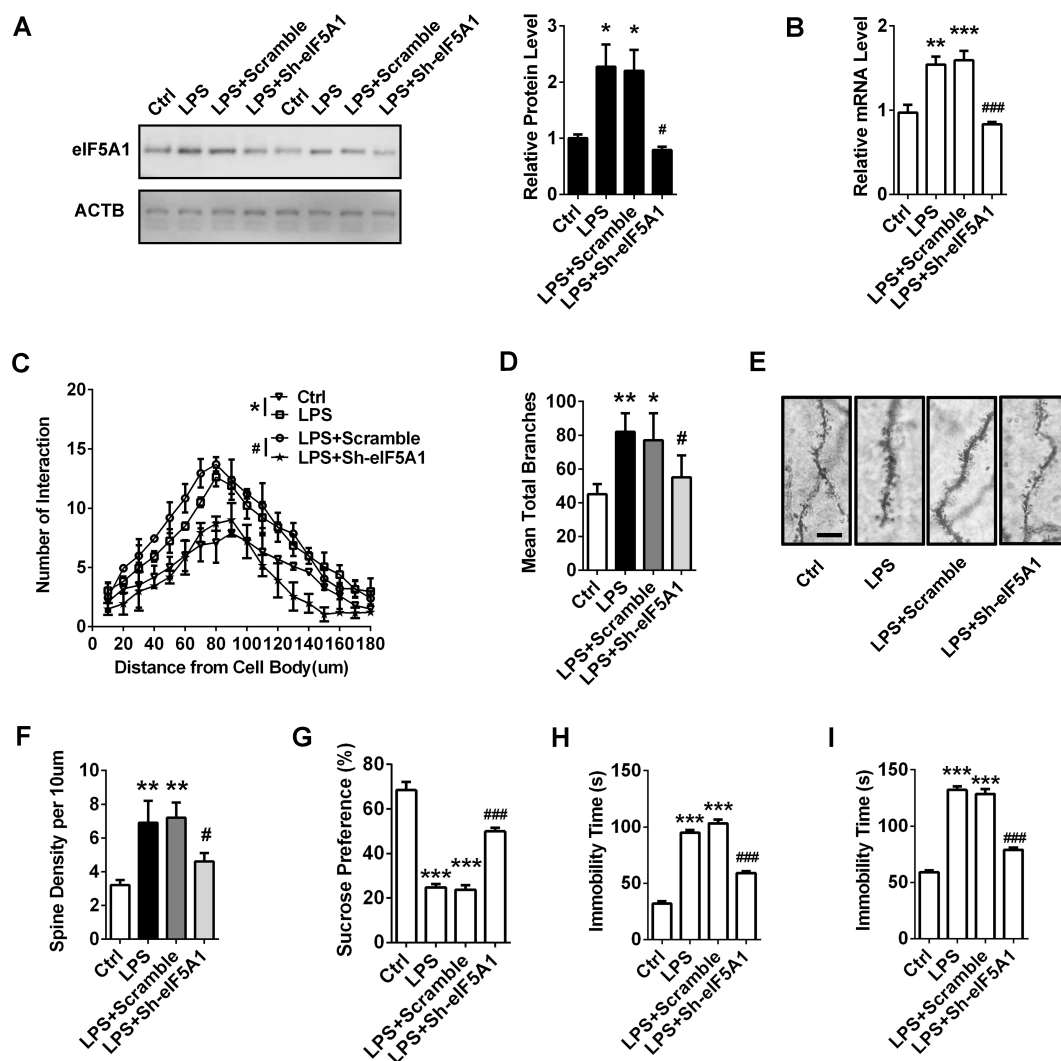 A
Ctrl
LPS
LPS+Scramble
LPS+Sh-eIF5A1
Ctrl
LPS
LPS+Scramble
LPS+Sh-eIF5A1
eIF5A1
ACTB
Relative Protein Level
3
2
1
0
*
*
#
Ctrl
LPS
LPS+Scramble
LPS+Sh-eIF5A1
B
Relative mRNA Level
2
1
0
**
***
###
Ctrl
LPS
LPS+Scramble
LPS+Sh-eIF5A1
C
Number of Interaction
20
15
10
5
0
* Ctrl
LPS
# LPS+Scramble
LPS+Sh-eIF5A1
0 20 40 60 80 100 120 140 160 180
Distance from Cell Body(um)
D
Mean Total Branches
100
80
60
40
20
0
**
*
#
Ctrl
LPS
LPS+Scramble
LPS+Sh-eIF5A1
E
Ctrl
LPS
LPS+Scramble
LPS+Sh-eIF5A1
F
Spine Density per 10um
10
8
6
4
2
0
**
**
#
Ctrl
LPS
LPS+Scramble
LPS+Sh-eIF5A1
G
Sucrose Preference (%)
80
60
40
20
0
***
***
###
Ctrl
LPS
LPS+Scramble
LPS+Sh-eIF5A1
H
Immobility Time (s)
150
100
50
0
***
***
###
Ctrl
LPS
LPS+Scramble
LPS+Sh-eIF5A1
I
Immobility Time (s)
150
100
50
0
***
***
###
Ctrl
LPS
LPS+Scramble
LPS+Sh-eIF5A1